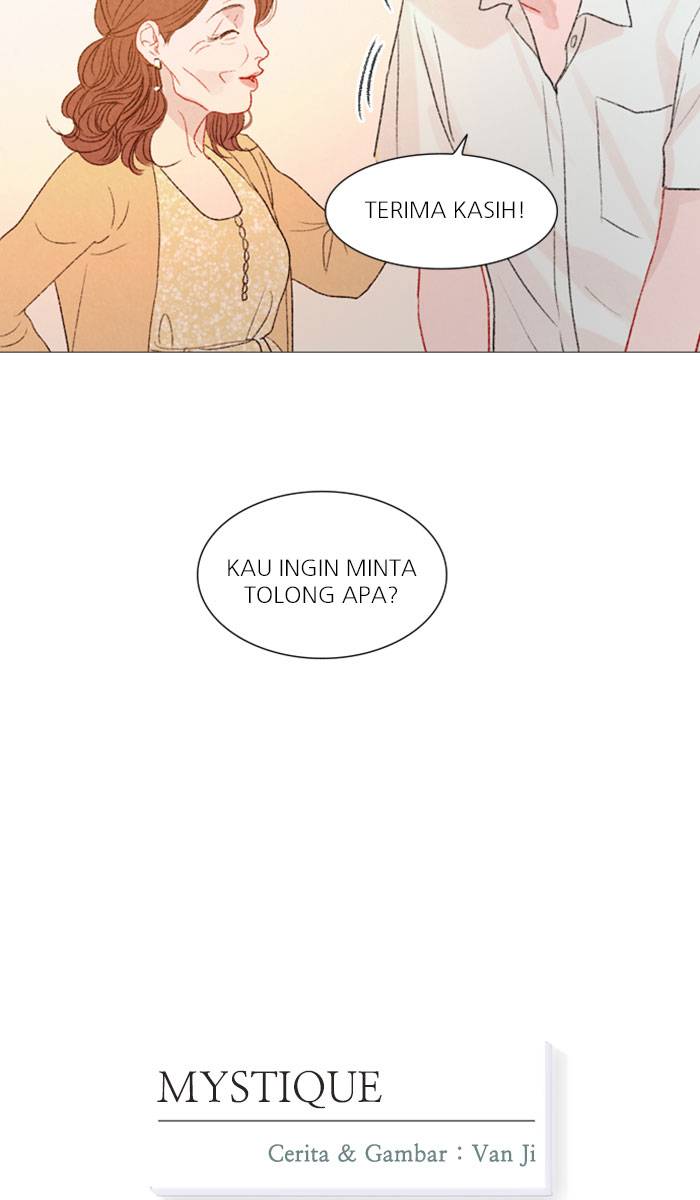 TERIMA KASIH!
KAU INGIN MINTA
TOLONG APA?
MYSTIQUE
Cerita & Gambar : Van Ji